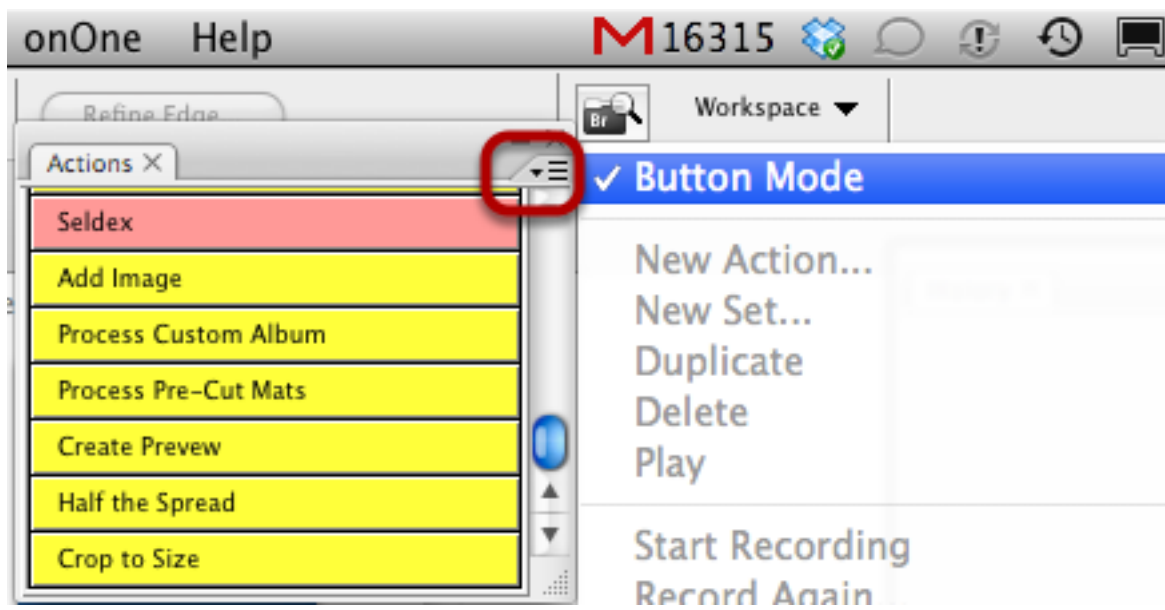 onOne Help 16315
Refine Edge
Br Workspace
Actions
Button Mode
Seldex
Add Image
Process Custom Album
Process Pre-Cut Mats
Create Prevew
Half the Spread
Crop to Size
New Action...
New Set...
Duplicate
Delete
Play
Start Recording
Record Again